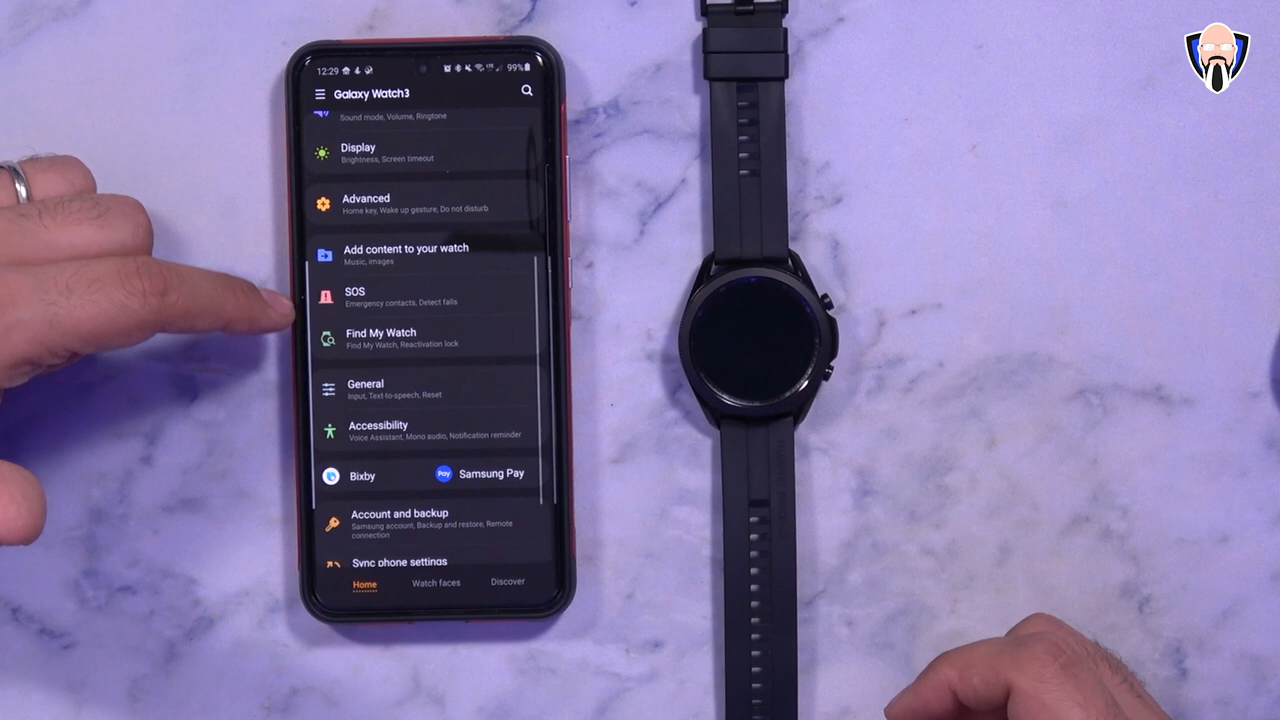 12:29
LTE
99%
Galaxy Watch3
Sound mode, Volume, Ringtone
Display
Brightness, Screen timeout
Advanced
Home key, Wake up gesture, Do not disturb
Add content to your watch
Music, images
SOS
Emergency contacts, Detect falls
Find My Watch
Find My Watch, Reactivation lock
General
Input, Text-to-speech, Reset
Accessibility
Voice Assistant, Mono audio, Notification reminder
Bixby
Pay Samsung Pay
Account and backup
Samsung account, Backup and restore, Remote
connection
Sync phone settings
Home Watch faces Discover